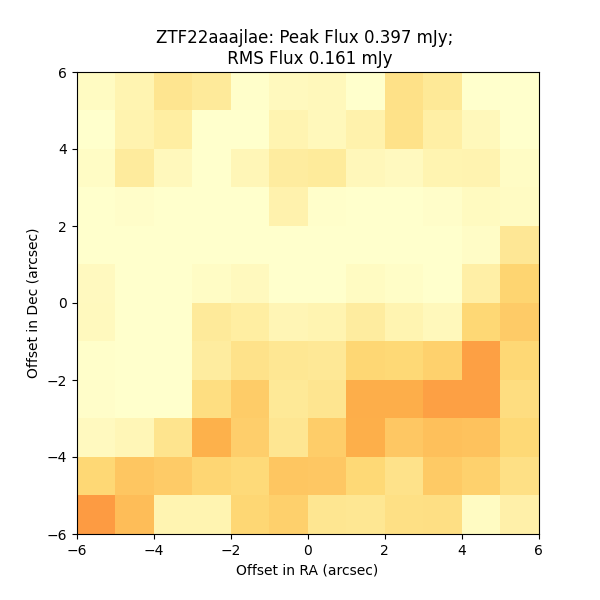 ZTF22aaajlae: Peak Flux 0.397 mJy;
RMS Flux 0.161 mJy
6
4
2
0
−2
−4
−6
Offset in Dec (arcsec)
−6 −4 −2 0 2 4 6
Offset in RA (arcsec)